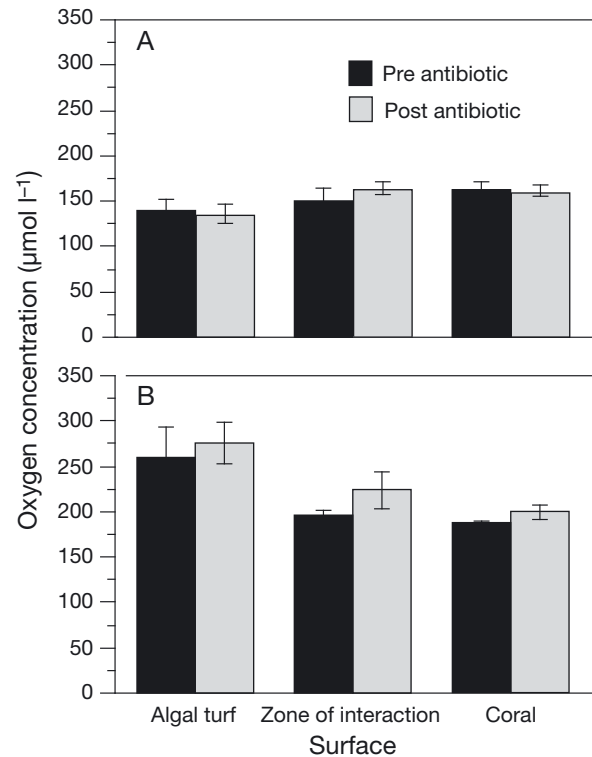 350
A
300
Pre antibiotic
250
Post antibiotic
200
150
100
50
0
Oxygen concentration (µmol l⁻¹)
350
B
300
250
200
150
100
50
0
Algal turf Zone of interaction Coral
Surface